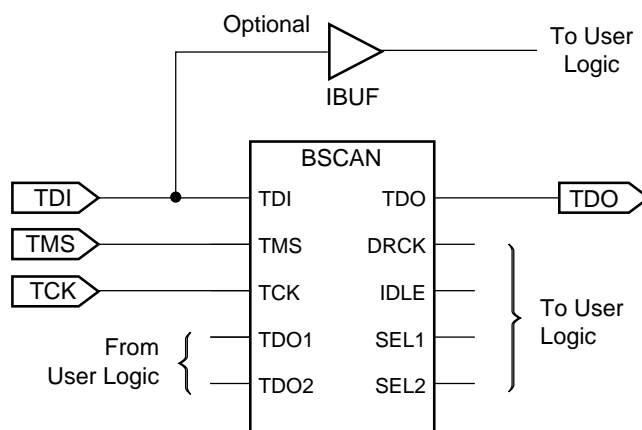 Optional
To User
Logic
IBUF
BSCAN
TDI
TDI
TDO
TDO
TMS
TMS
DRCK
TCK
TCK
IDLE
To User
Logic
From
User Logic
TDO1
SEL1
TDO2
SEL2